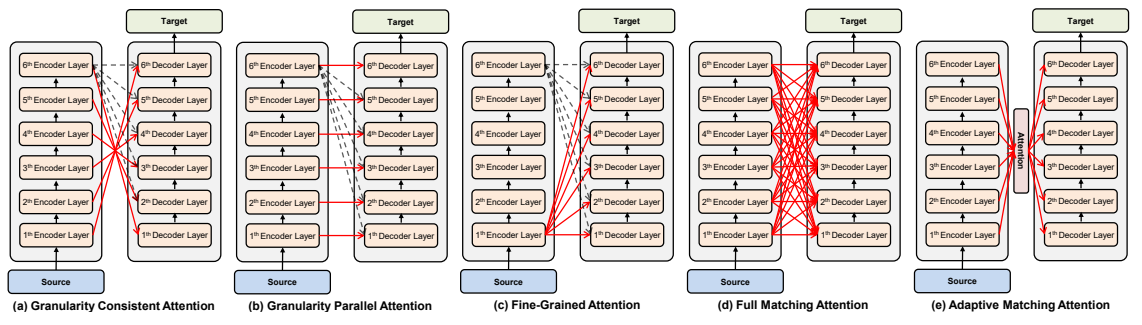 Target
6th Encoder Layer
5th Encoder Layer
4th Encoder Layer
3th Encoder Layer
2th Encoder Layer
1th Encoder Layer
6th Decoder Layer
5th Decoder Layer
4th Decoder Layer
3th Decoder Layer
2th Decoder Layer
1th Decoder Layer
Source
(a) Granularity Consistent Attention
Target
6th Encoder Layer
5th Encoder Layer
4th Encoder Layer
3th Encoder Layer
2th Encoder Layer
1th Encoder Layer
6th Decoder Layer
5th Decoder Layer
4th Decoder Layer
3th Decoder Layer
2th Decoder Layer
1th Decoder Layer
Source
(b) Granularity Parallel Attention
Target
6th Encoder Layer
5th Encoder Layer
4th Encoder Layer
3th Encoder Layer
2th Encoder Layer
1th Encoder Layer
6th Decoder Layer
5th Decoder Layer
4th Decoder Layer
3th Decoder Layer
2th Decoder Layer
1th Decoder Layer
Source
(c) Fine-Grained Attention
Target
6th Encoder Layer
5th Encoder Layer
4th Encoder Layer
3th Encoder Layer
2th Encoder Layer
1th Encoder Layer
6th Decoder Layer
5th Decoder Layer
4th Decoder Layer
3th Decoder Layer
2th Decoder Layer
1th Decoder Layer
Source
(d) Full Matching Attention
Target
6th Encoder Layer
5th Encoder Layer
4th Encoder Layer
3th Encoder Layer
2th Encoder Layer
1th Encoder Layer
Attention
6th Decoder Layer
5th Decoder Layer
4th Decoder Layer
3th Decoder Layer
2th Decoder Layer
1th Decoder Layer
Source
(e) Adaptive Matching Attention